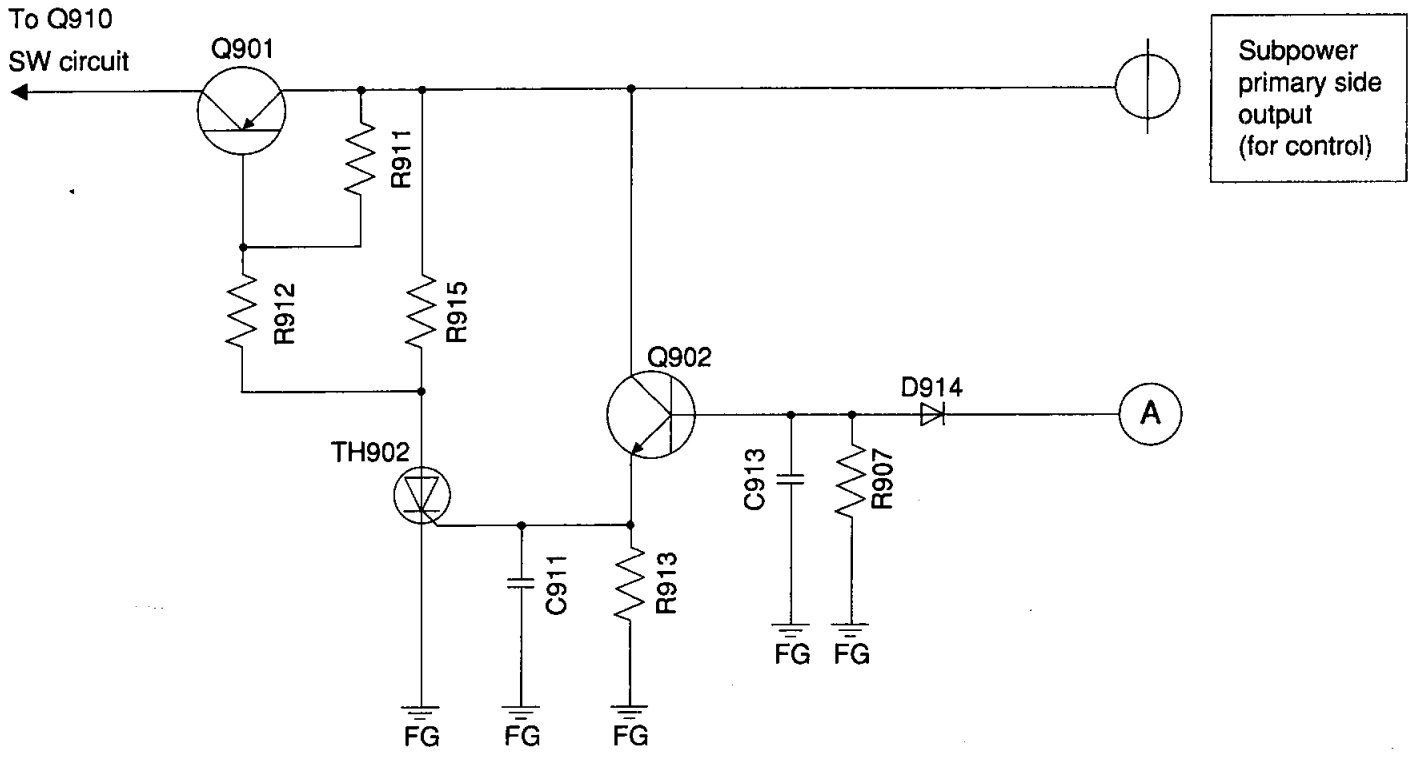 To Q910
SW circuit
Q901
Subpower
primary side
output
(for control)
R911
R912
R915
Q902
D914
A
TH902
C913
R907
C911
R913
FG
FG
FG
FG
FG